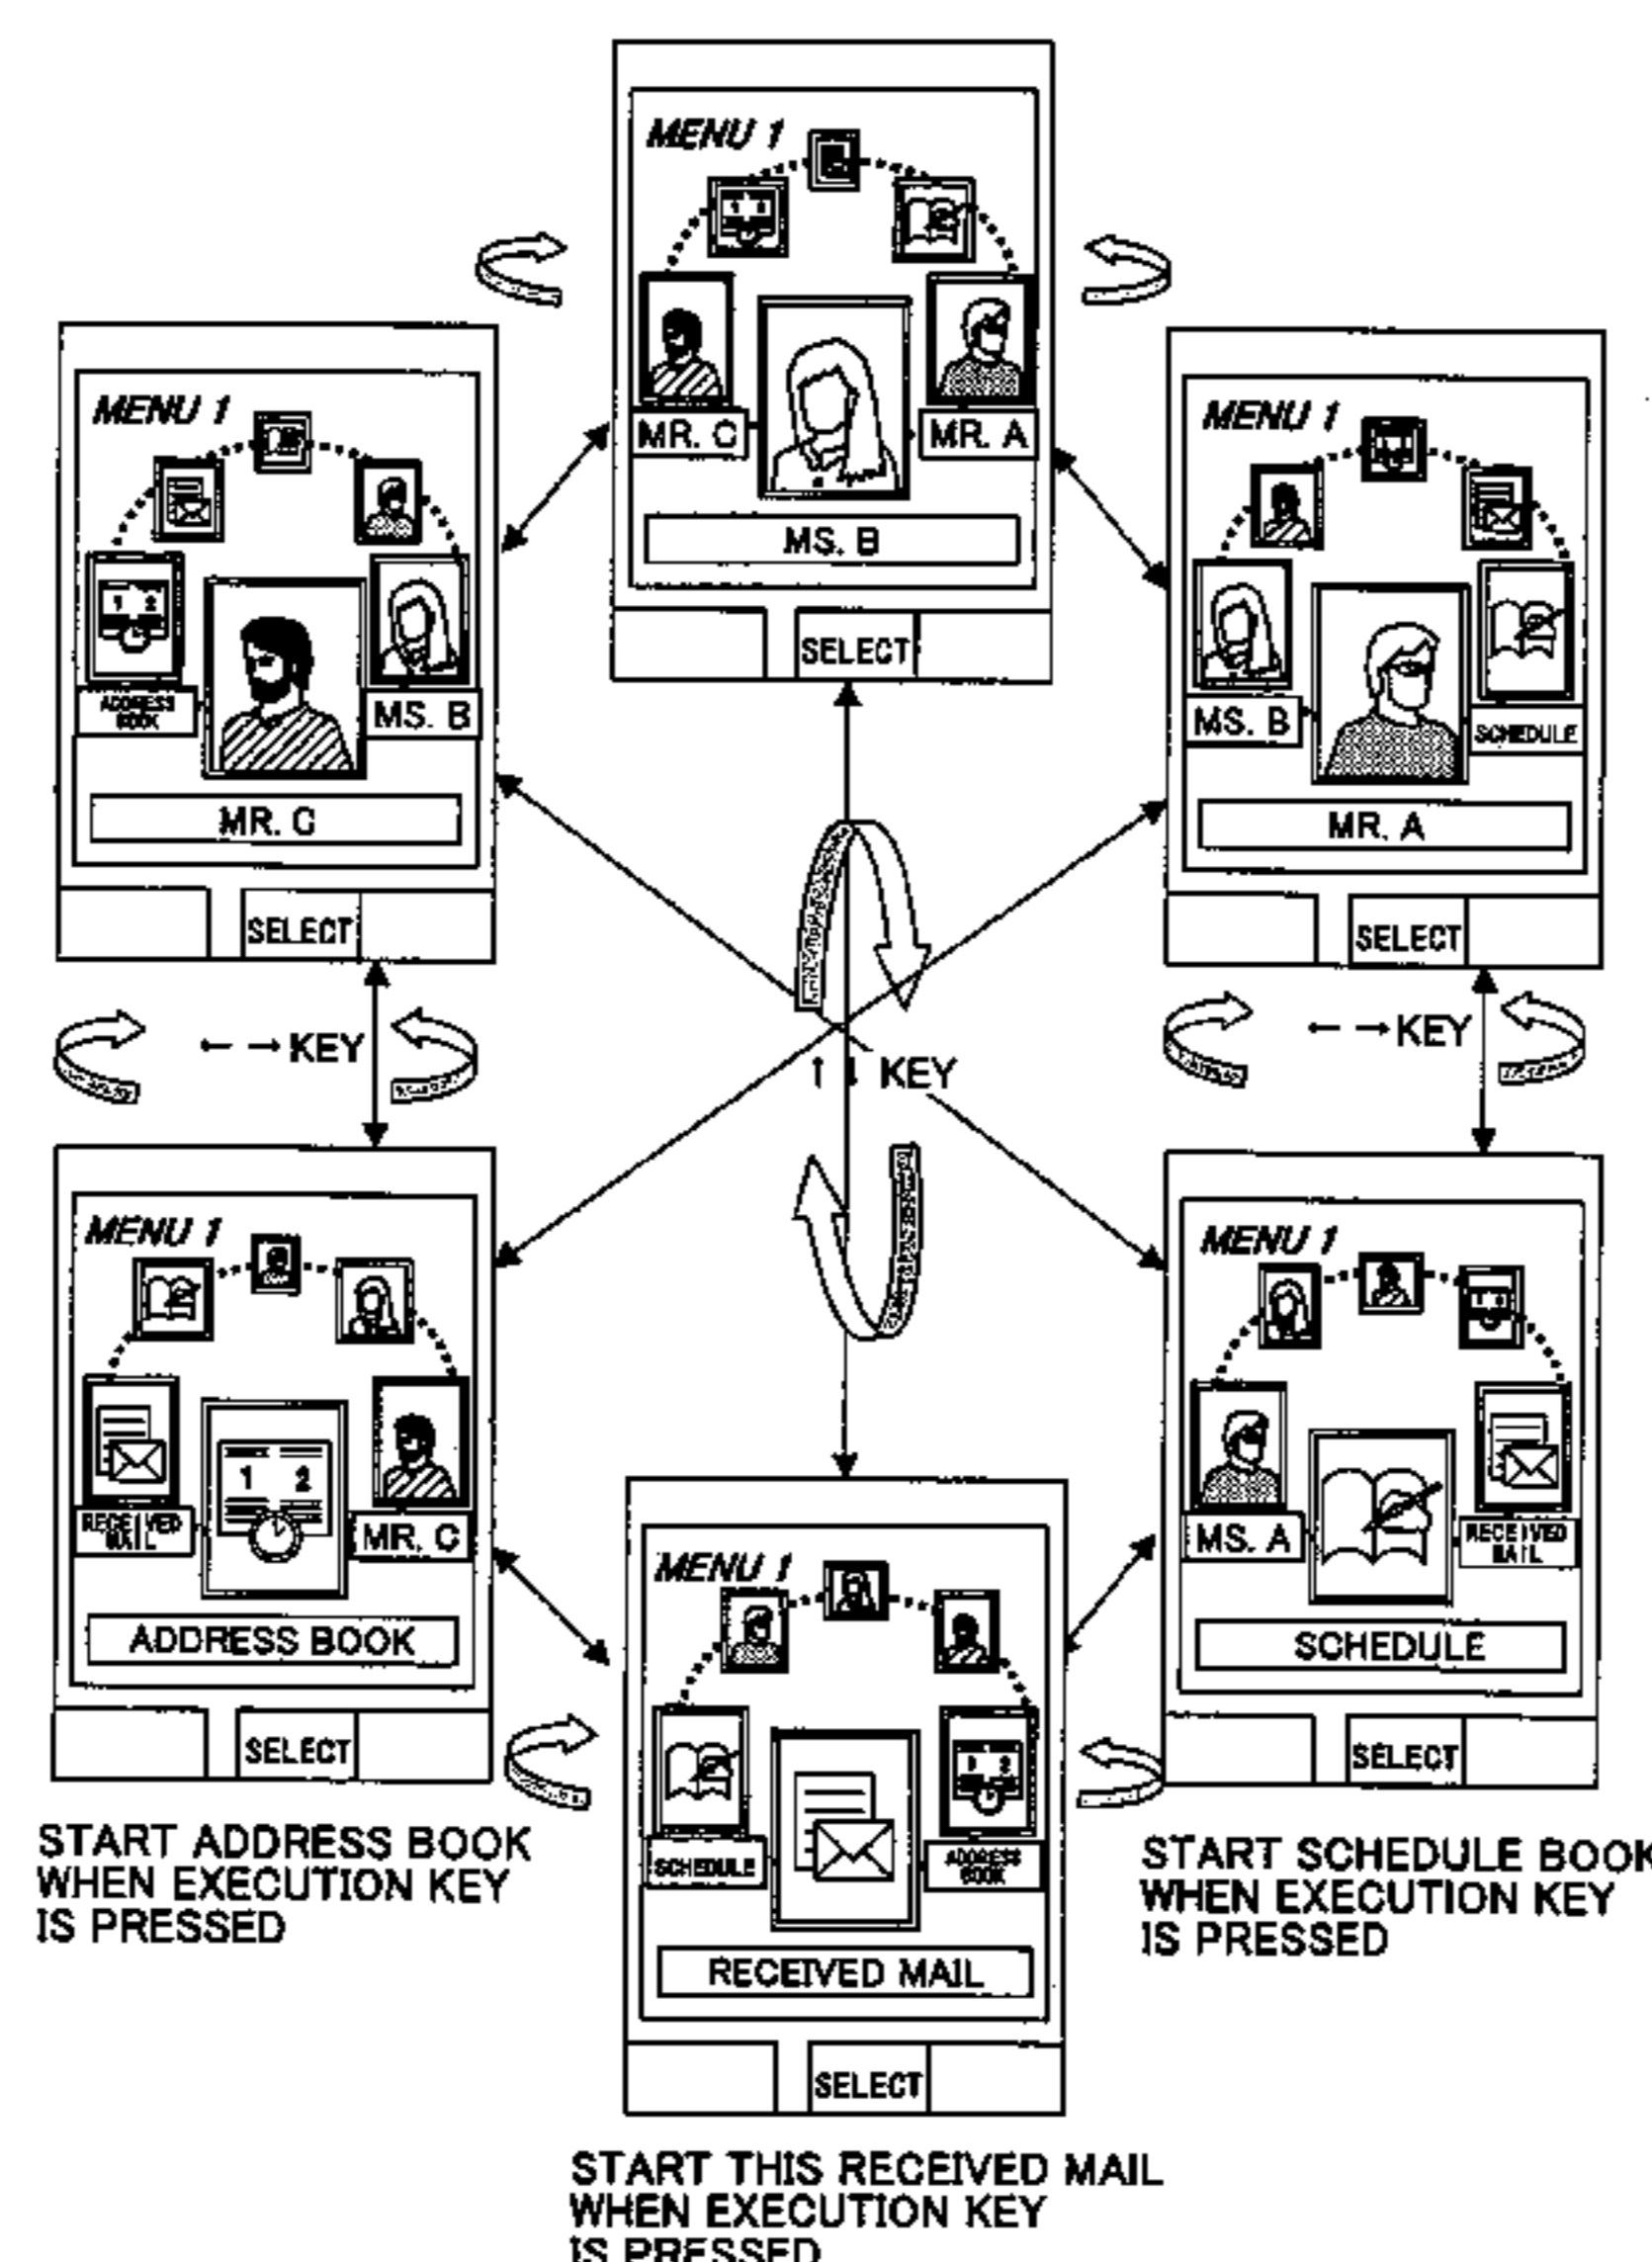 MENU 1
MR. C
MR. A
MS. B
SELECT
MENU 1
ADDRESS
BOOK
MS. B
MR. C
SELECT
MENU 1
MS. B
SCHEDULE
MR. A
SELECT
← → KEY
↑ ↓ KEY
← → KEY
MENU 1
1 2
RECEIVED
MAIL
MR. C
ADDRESS BOOK
SELECT
START ADDRESS BOOK
WHEN EXECUTION KEY
IS PRESSED
MENU 1
SCHEDULE
ADDRESS
BOOK
RECEIVED MAIL
SELECT
START THIS RECEIVED MAIL
WHEN EXECUTION KEY
IS PRESSED
MENU 1
MS. A
RECEIVED
MAIL
SCHEDULE
SELECT
START SCHEDULE BOOK
WHEN EXECUTION KEY
IS PRESSED